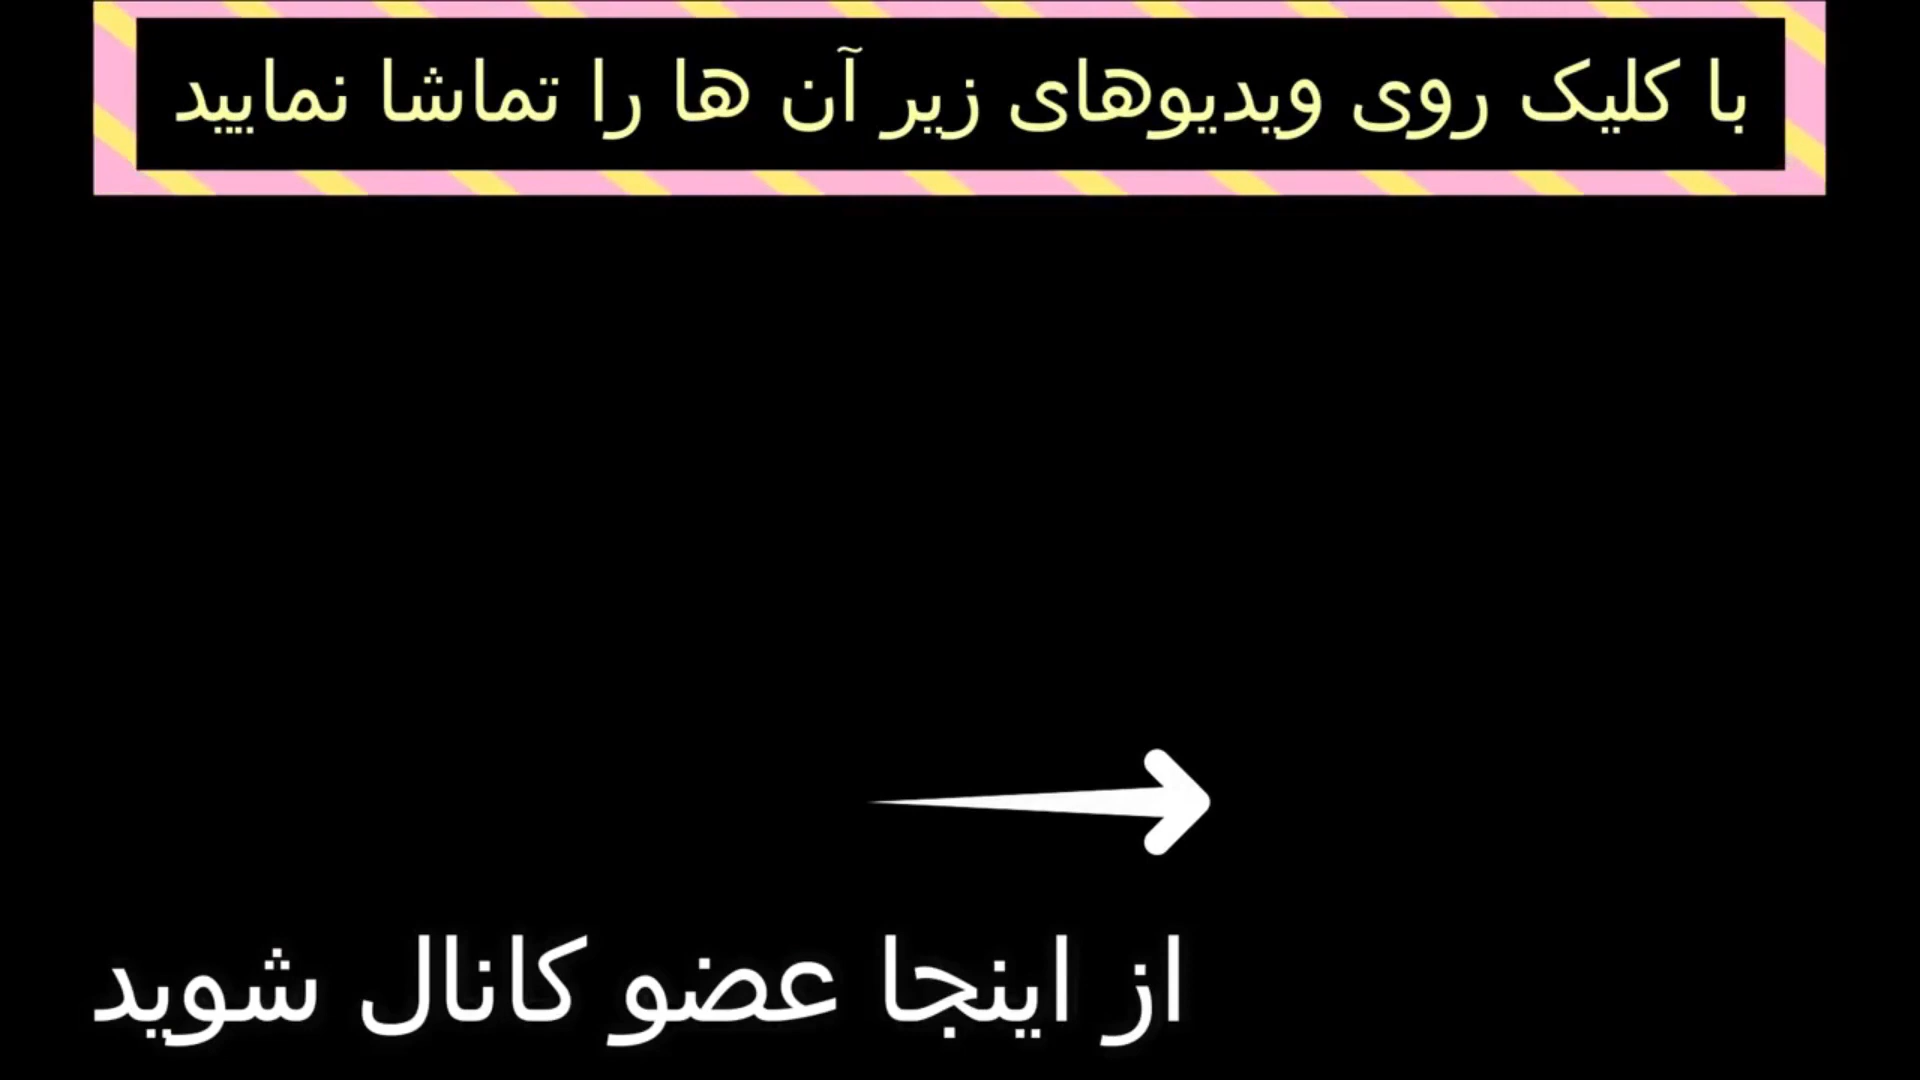 با کلیک روی ویدیوهای زیر آن ها را تماشا نمایید
از اینجا عضو کانال شوید